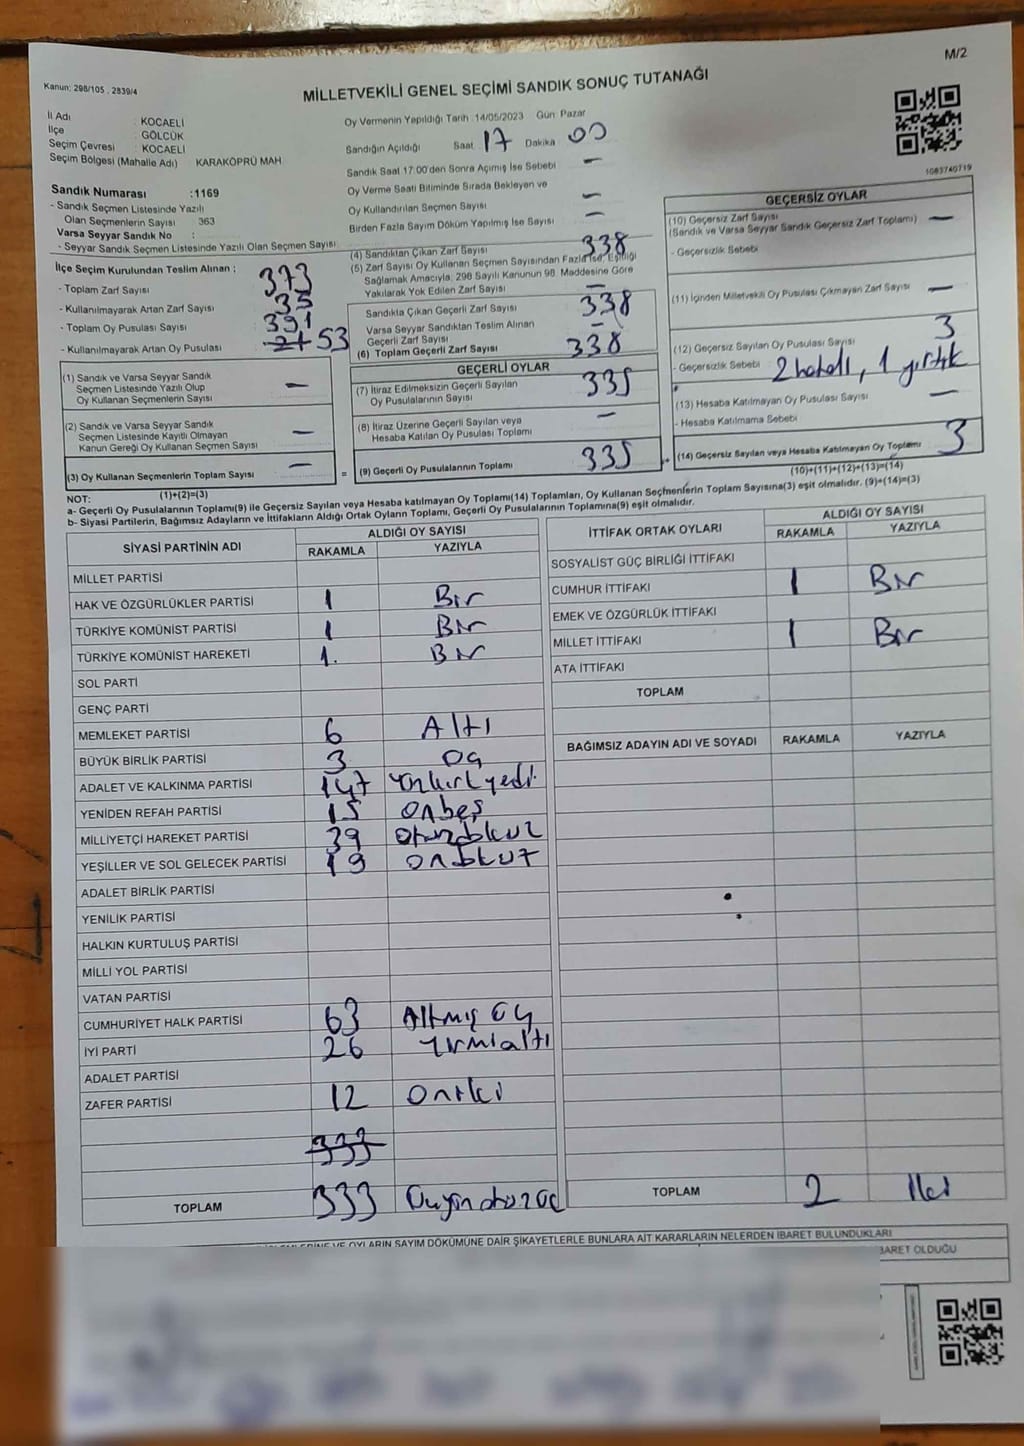 M/2
Kanun: 298/105 . 2839/4
MİLLETVEKİLİ GENEL SEÇİMİ SANDIK SONUÇ TUTANAĞI
İl Adı : KOCAELİ
İlçe : GÖLCÜK
Seçim Çevresi : KOCAELİ
Seçim Bölgesi (Mahalle Adı) KARAKÖPRÜ MAH
Sandık Numarası :1169
- Sandık Seçmen Listesinde Yazılı
Olan Seçmenlerin Sayısı 363
Varsa Seyyar Sandık No :
- Seyyar Sandık Seçmen Listesinde Yazılı Olan Seçmen Sayısı
Oy Vermenin Yapıldığı Tarih :14/05/2023 Gün Pazar
Sandığın Açıldığı Saat 17 Dakika 00
Sandık Saat 17:00'den Sonra Açılmış İse Sebebi —
Oy Verme Saati Bitiminde Sırada Bekleyen ve
Oy Kullandırılan Seçmen Sayısı —
Birden Fazla Sayım Döküm Yapılmış İse Sayısı —
1083740719
İlçe Seçim Kurulundan Teslim Alınan ;
- Toplam Zarf Sayısı 373
- Kullanılmayarak Artan Zarf Sayısı 35
- Toplam Oy Pusulası Sayısı 391
- Kullanılmayarak Artan Oy Pusulası 53
(4) Sandıktan Çıkan Zarf Sayısı 338
(5) Zarf Sayısı Oy Kullanan Seçmen Sayısından Fazla ise, Eşitliği
Sağlamak Amacıyla, 298 Sayılı Kanunun 98. Maddesine Göre
Yakılarak Yok Edilen Zarf Sayısı —
Sandıkta Çıkan Geçerli Zarf Sayısı 338
Varsa Seyyar Sandıktan Teslim Alınan
Geçerli Zarf Sayısı —
(6) Toplam Geçerli Zarf Sayısı 338
GEÇERSİZ OYLAR
(10) Geçersiz Zarf Sayısı
(Sandık ve Varsa Seyyar Sandık Geçersiz Zarf Toplamı) —
- Geçersizlik Sebebi
(11) İçinden Milletvekili Oy Pusulası Çıkmayan Zarf Sayısı —
(12) Geçersiz Sayılan Oy Pusulası Sayısı 3
- Geçersizlik Sebebi 2 hatalı, 1 yırtık
(13) Hesaba Katılmayan Oy Pusulası Sayısı —
- Hesaba Katılmama Sebebi
(14) Geçersiz Sayılan veya Hesaba Katılmayan Oy Toplamı 3
(10)+(11)+(12)+(13)=(14)
(1) Sandık ve Varsa Seyyar Sandık
Seçmen Listesinde Yazılı Olup
Oy Kullanan Seçmenlerin Sayısı —
(2) Sandık ve Varsa Seyyar Sandık
Seçmen Listesinde Kayıtlı Olmayan
Kanun Gereği Oy Kullanan Seçmen Sayısı —
(3) Oy Kullanan Seçmenlerin Toplam Sayısı — =
(1)+(2)=(3)
GEÇERLİ OYLAR
(7) İtiraz Edilmeksizin Geçerli Sayılan
Oy Pusulalarının Sayısı 335
(8) İtiraz Üzerine Geçerli Sayılan veya
Hesaba Katılan Oy Pusulası Toplamı —
(9) Geçerli Oy Pusulalarının Toplamı 335 +
NOT:
a- Geçerli Oy Pusulalarının Toplamı(9) ile Geçersiz Sayılan veya Hesaba katılmayan Oy Toplamı(14) Toplamları, Oy Kullanan Seçmenlerin Toplam Sayısına(3) eşit olmalıdır. (9)+(14)=(3)
b- Siyasi Partilerin, Bağımsız Adayların ve İttifakların Aldığı Ortak Oyların Toplamı, Geçerli Oy Pusulalarının Toplamına(9) eşit olmalıdır.
SİYASİ PARTİNİN ADI ALDIĞI OY SAYISI
RAKAMLA YAZIYLA
MİLLET PARTİSİ
HAK VE ÖZGÜRLÜKLER PARTİSİ 1 Bir
TÜRKİYE KOMÜNİST PARTİSİ 1 Bir
TÜRKİYE KOMÜNİST HAREKETİ 1. Bir
SOL PARTİ
GENÇ PARTİ
MEMLEKET PARTİSİ 6 Altı
BÜYÜK BİRLİK PARTİSİ 3
ADALET VE KALKINMA PARTİSİ 147
YENİDEN REFAH PARTİSİ 15 Onbeş
MİLLİYETÇİ HAREKET PARTİSİ 39 Otuzdokuz
YEŞİLLER VE SOL GELECEK PARTİSİ 19 Ondokuz
ADALET BİRLİK PARTİSİ
YENİLİK PARTİSİ
HALKIN KURTULUŞ PARTİSİ
MİLLİ YOL PARTİSİ
VATAN PARTİSİ
CUMHURİYET HALK PARTİSİ 63 Altmış üç
İYİ PARTİ 26 Yirmialtı
ADALET PARTİSİ
ZAFER PARTİSİ 12 Oniki
333
TOPLAM 333 Üçyüzotuzüç
İTTİFAK ORTAK OYLARI ALDIĞI OY SAYISI
RAKAMLA YAZIYLA
SOSYALİST GÜÇ BİRLİĞİ İTTİFAKI
CUMHUR İTTİFAKI 1 Bir
EMEK VE ÖZGÜRLÜK İTTİFAKI
MİLLET İTTİFAKI 1 Bir
ATA İTTİFAKI
TOPLAM
BAĞIMSIZ ADAYIN ADI VE SOYADI RAKAMLA YAZIYLA
TOPLAM 2 İki
OYLARIN SAYIM DÖKÜMÜNE DAİR ŞİKAYETLERLE BUNLARA AİT KARARLARIN NELERDEN İBARET BULUNDUKLARI
BARET OLDUĞU